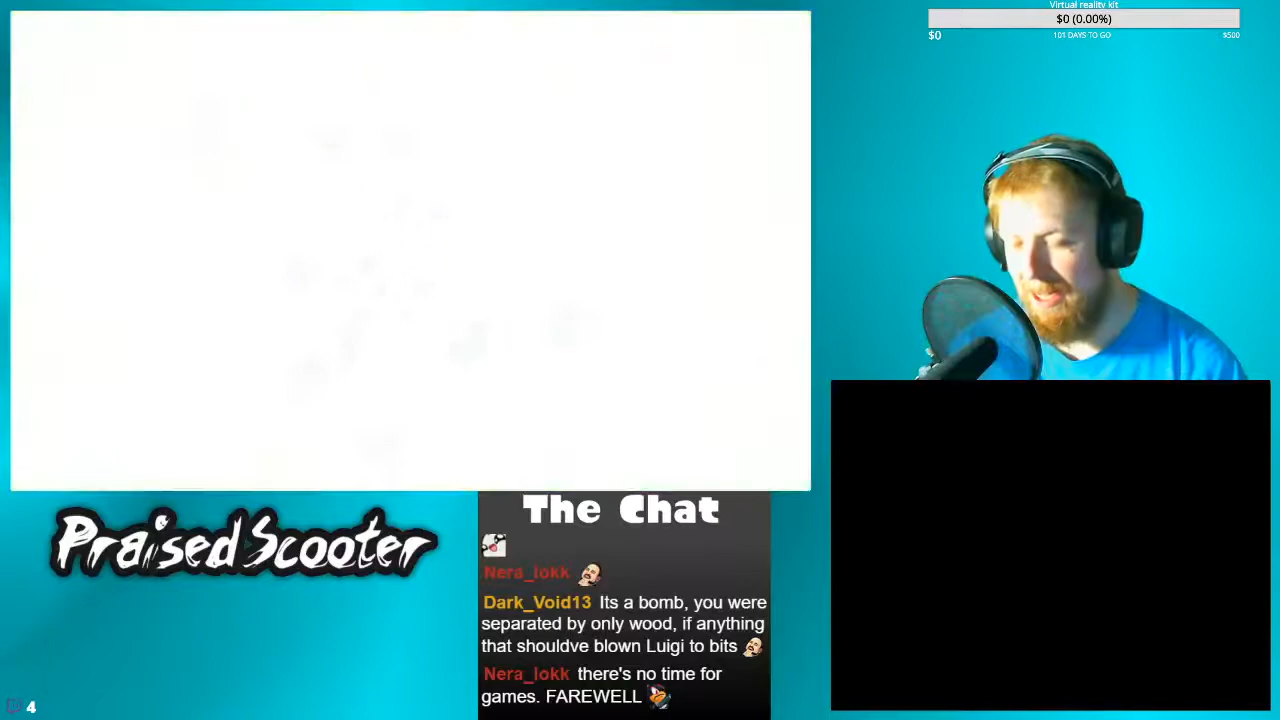 Virtual reality kit
$0 (0.00%)
$0 101 DAYS TO GO $500
PraisedScooter
The Chat
Nera_lokk
Dark_Void13 Its a bomb, you were
separated by only wood, if anything
that shouldve blown Luigi to bits
Nera_lokk there's no time for
games. FAREWELL
4